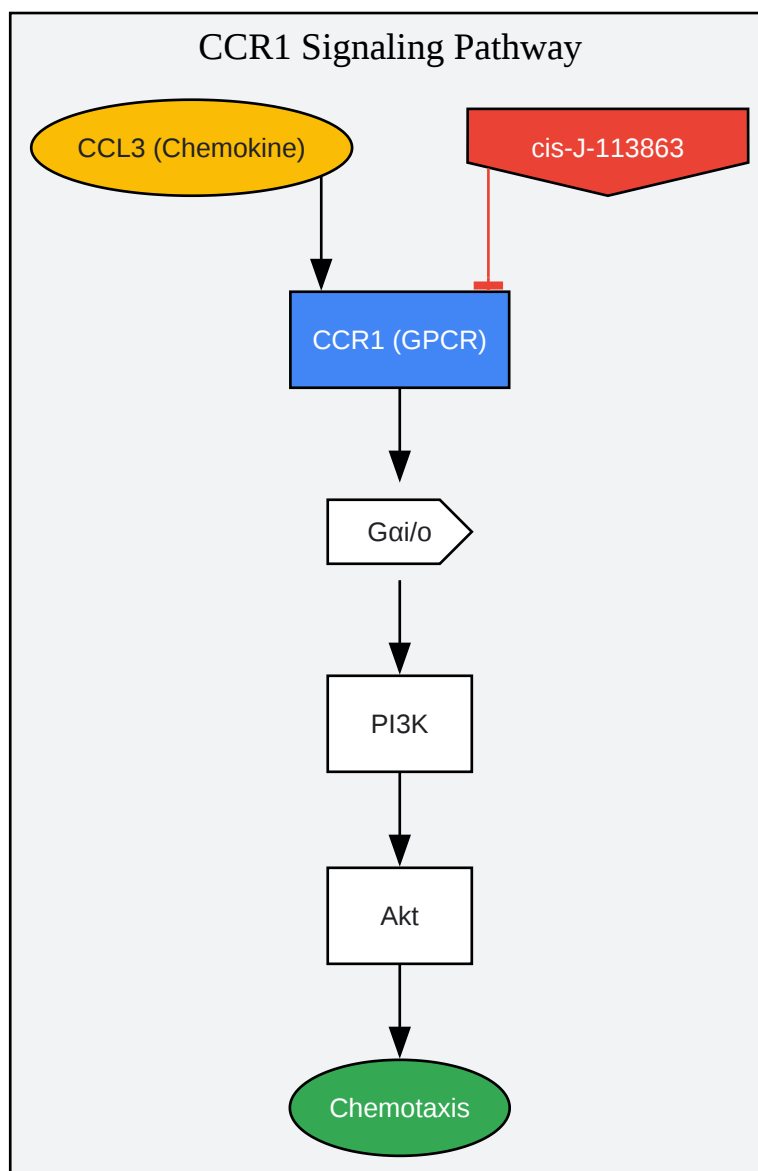 CCR1 Signaling Pathway
CCL3 (Chemokine)
cis-J-113863
CCR1 (GPCR)
Gαi/o
PI3K
Akt
Chemotaxis